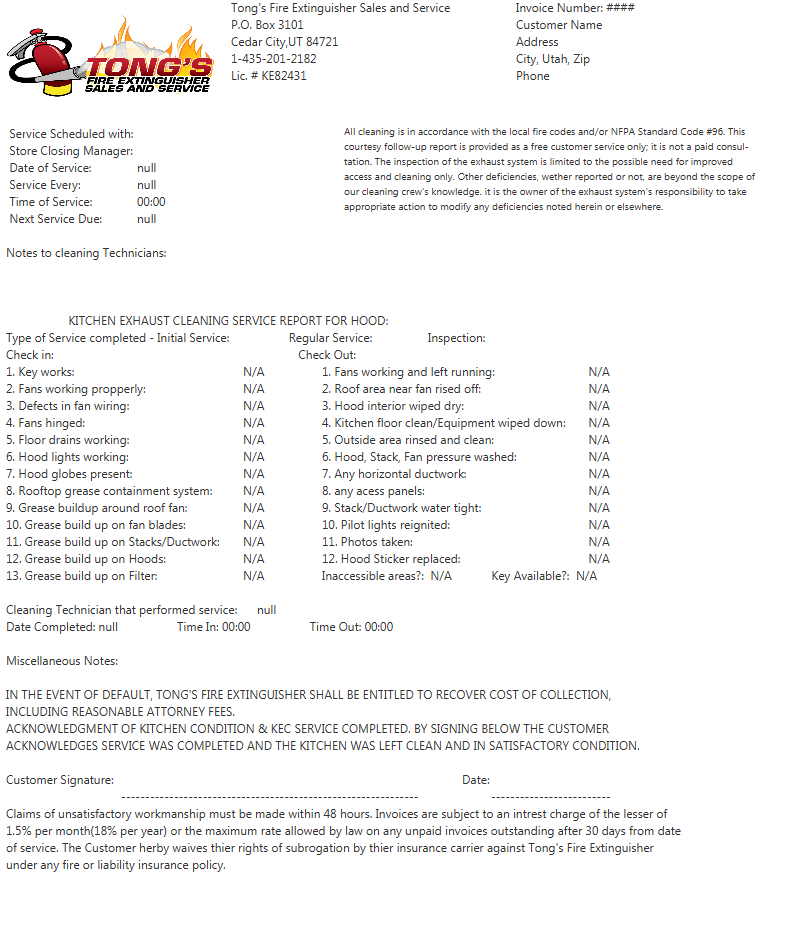 TONG'S
FIRE EXTINGUISHER
SALES AND SERVICE
Tong's Fire Extinguisher Sales and Service
P.O. Box 3101
Cedar City,UT 84721
1-435-201-2182
Lic. # KE82431
Invoice Number: ####
Customer Name
Address
City, Utah, Zip
Phone
Service Scheduled with:
Store Closing Manager:
Date of Service: null
Service Every: null
Time of Service: 00:00
Next Service Due: null
All cleaning is in accordance with the local fire codes and/or NFPA Standard Code #96. This
courtesy follow-up report is provided as a free customer service only; it is not a paid consul-
tation. The inspection of the exhaust system is limited to the possible need for improved
access and cleaning only. Other deficiencies, wether reported or not, are beyond the scope of
our cleaning crew's knowledge. it is the owner of the exhaust system's responsibility to take
appropriate action to modify any deficiencies noted herein or elsewhere.
Notes to cleaning Technicians:
KITCHEN EXHAUST CLEANING SERVICE REPORT FOR HOOD:
Type of Service completed - Initial Service: Regular Service: Inspection:
Check in: Check Out:
1. Key works: N/A 1. Fans working and left running: N/A
2. Fans working propperly: N/A 2. Roof area near fan rised off: N/A
3. Defects in fan wiring: N/A 3. Hood interior wiped dry: N/A
4. Fans hinged: N/A 4. Kitchen floor clean/Equipment wiped down: N/A
5. Floor drains working: N/A 5. Outside area rinsed and clean: N/A
6. Hood lights working: N/A 6. Hood, Stack, Fan pressure washed: N/A
7. Hood globes present: N/A 7. Any horizontal ductwork: N/A
8. Rooftop grease containment system: N/A 8. any acess panels: N/A
9. Grease buildup around roof fan: N/A 9. Stack/Ductwork water tight: N/A
10. Grease build up on fan blades: N/A 10. Pilot lights reignited: N/A
11. Grease build up on Stacks/Ductwork: N/A 11. Photos taken: N/A
12. Grease build up on Hoods: N/A 12. Hood Sticker replaced: N/A
13. Grease build up on Filter: N/A Inaccessible areas?: N/A Key Available?: N/A
Cleaning Technician that performed service: null
Date Completed: null Time In: 00:00 Time Out: 00:00
Miscellaneous Notes:
IN THE EVENT OF DEFAULT, TONG'S FIRE EXTINGUISHER SHALL BE ENTITLED TO RECOVER COST OF COLLECTION,
INCLUDING REASONABLE ATTORNEY FEES.
ACKNOWLEDGMENT OF KITCHEN CONDITION & KEC SERVICE COMPLETED. BY SIGNING BELOW THE CUSTOMER
ACKNOWLEDGES SERVICE WAS COMPLETED AND THE KITCHEN WAS LEFT CLEAN AND IN SATISFACTORY CONDITION.
Customer Signature: Date:
Claims of unsatisfactory workmanship must be made within 48 hours. Invoices are subject to an intrest charge of the lesser of
1.5% per month(18% per year) or the maximum rate allowed by law on any unpaid invoices outstanding after 30 days from date
of service. The Customer herby waives thier rights of subrogation by thier insurance carrier against Tong's Fire Extinguisher
under any fire or liability insurance policy.